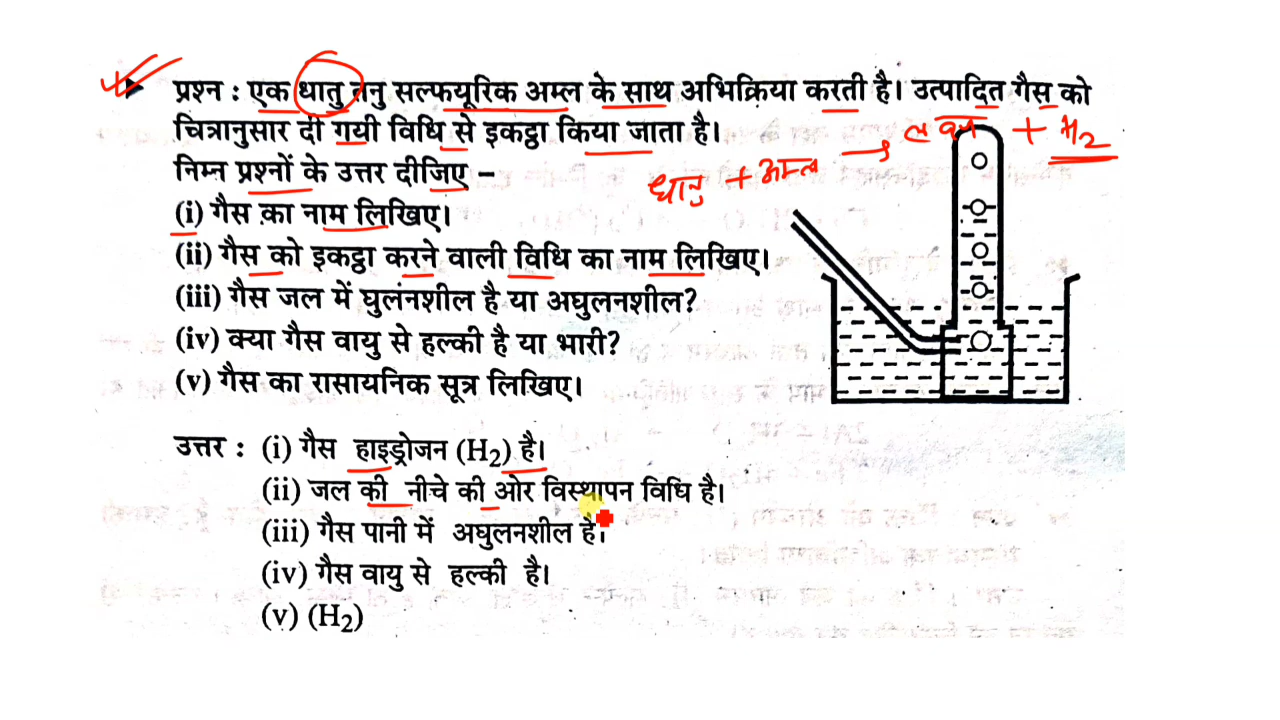 प्रश्न : एक धातु तनु सल्फयूरिक अम्ल के साथ अभिक्रिया करती है। उत्पादित गैस को
चित्रानुसार दी गयी विधि से इकट्ठा किया जाता है।
धातु + अम्ल → लवण + H₂
निम्न प्रश्नों के उत्तर दीजिए –
(i) गैस का नाम लिखिए।
(ii) गैस को इकट्ठा करने वाली विधि का नाम लिखिए।
(iii) गैस जल में घुलनशील है या अघुलनशील?
(iv) क्या गैस वायु से हल्की है या भारी?
(v) गैस का रासायनिक सूत्र लिखिए।
उत्तर : (i) गैस हाइड्रोजन (H₂) है।
(ii) जल की नीचे की ओर विस्थापन विधि है।
(iii) गैस पानी में अघुलनशील है।
(iv) गैस वायु से हल्की है।
(v) (H₂)